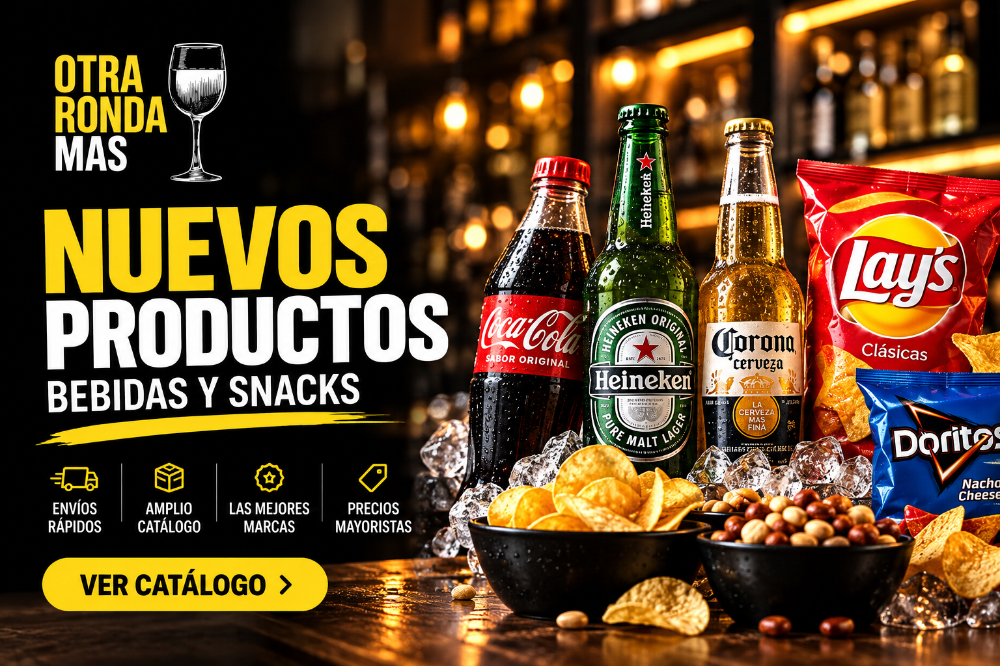 OTRA
RONDA
MAS
NUEVOS
PRODUCTOS
BEBIDAS Y SNACKS
ENVÍOS
RÁPIDOS
AMPLIO
CATÁLOGO
LAS MEJORES
MARCAS
PRECIOS
MAYORISTAS
VER CATÁLOGO
Coca-Cola
SABOR ORIGINAL
Heineken
HEINEKEN ORIGINAL
Heineken
PURE MALT LAGER
Corona
cerveza
LA
CERVEZA
MAS
FINA
Lay's
Clásicas
Doritos
Nacho
Cheese